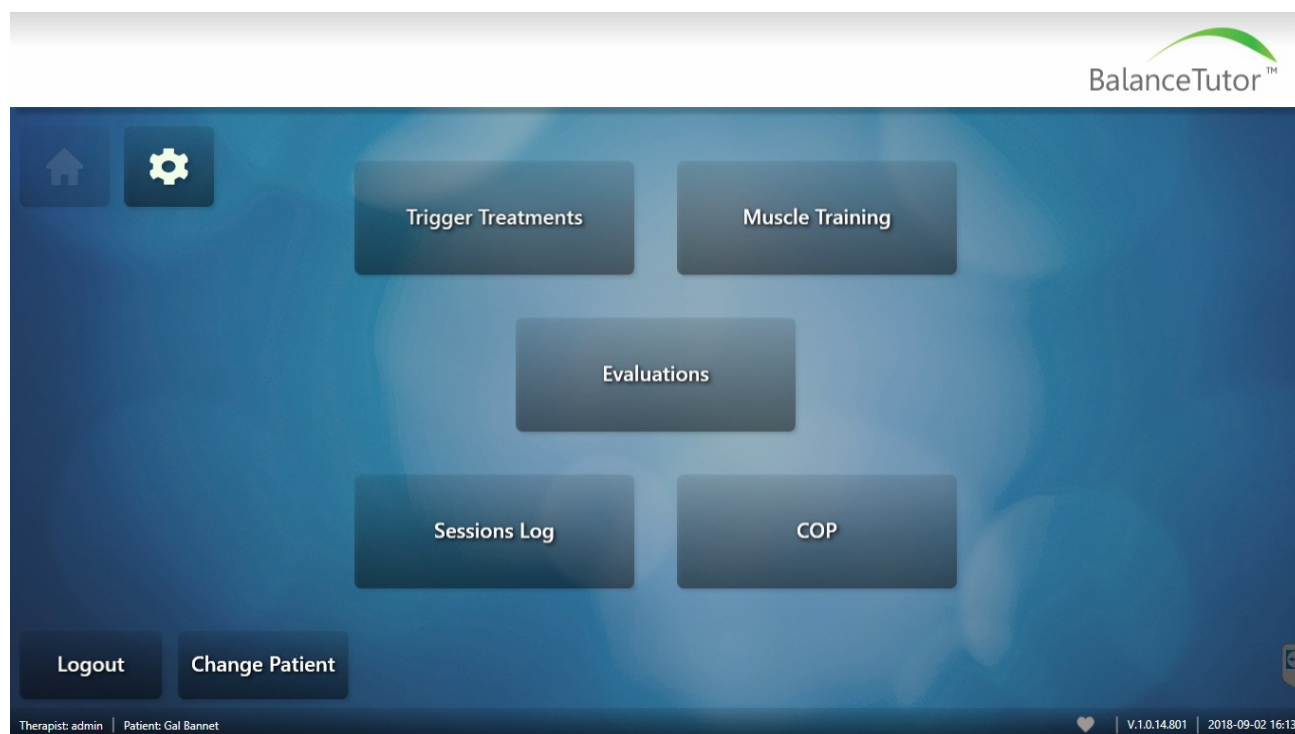 BalanceTutor™
Trigger Treatments
Muscle Training
Evaluations
Sessions Log
COP
Logout
Change Patient
Therapist: admin | Patient: Gal Bannet
V.1.0.14.801 | 2018-09-02 16:13